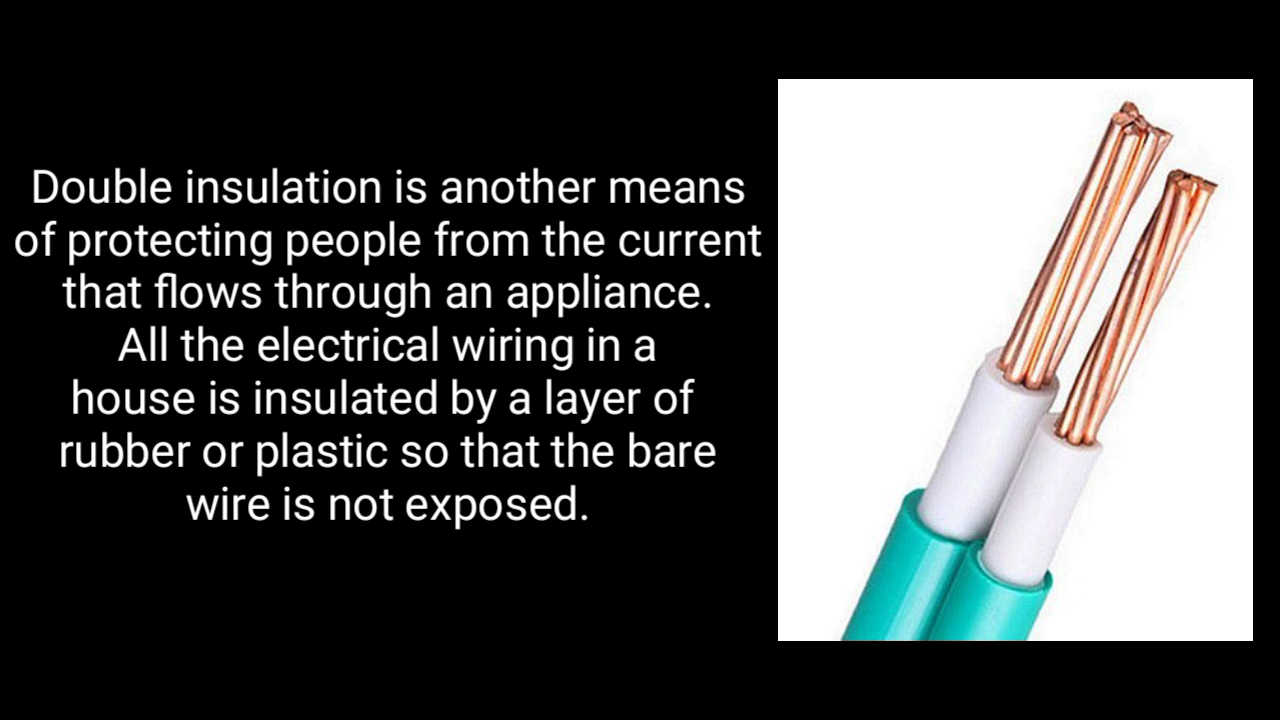 Double insulation is another means
of protecting people from the current
that flows through an appliance.
All the electrical wiring in a
house is insulated by a layer of
rubber or plastic so that the bare
wire is not exposed.